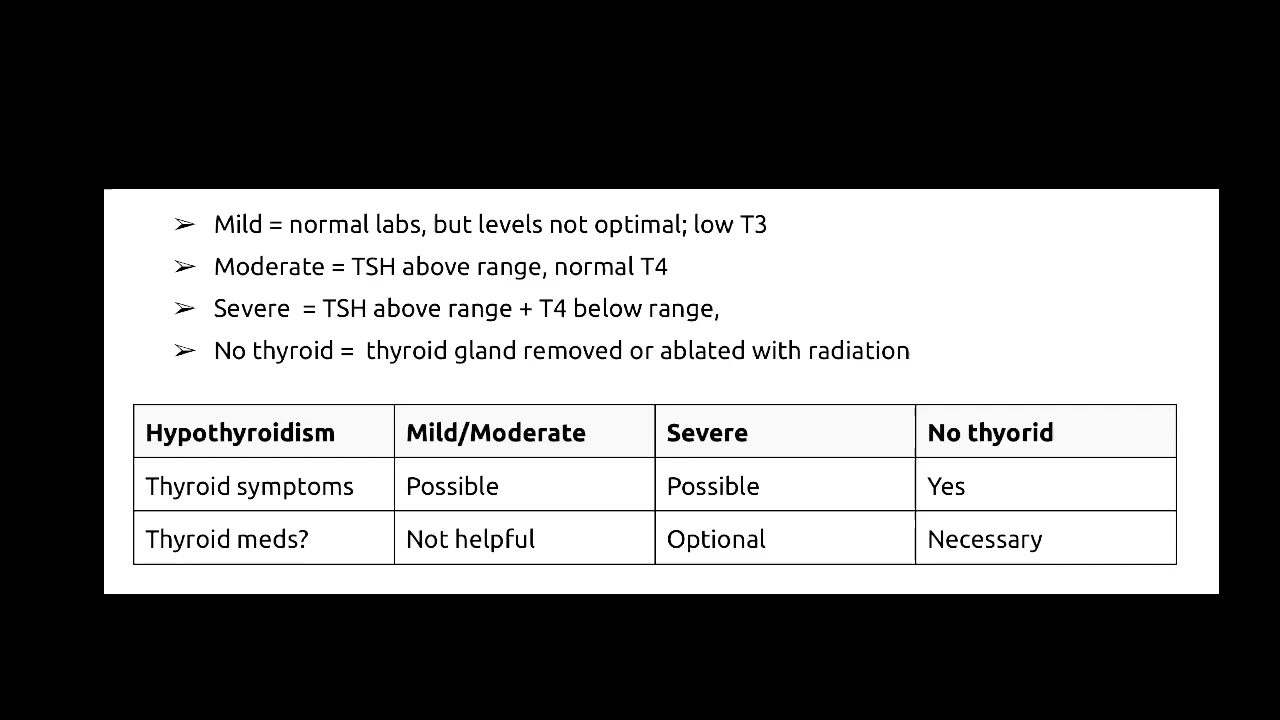 ➢ Mild = normal labs, but levels not optimal; low T3
➢ Moderate = TSH above range, normal T4
➢ Severe  = TSH above range + T4 below range,
➢ No thyroid =  thyroid gland removed or ablated with radiation
Hypothyroidism Mild/Moderate Severe No thyorid
Thyroid symptoms Possible Possible Yes
Thyroid meds? Not helpful Optional Necessary